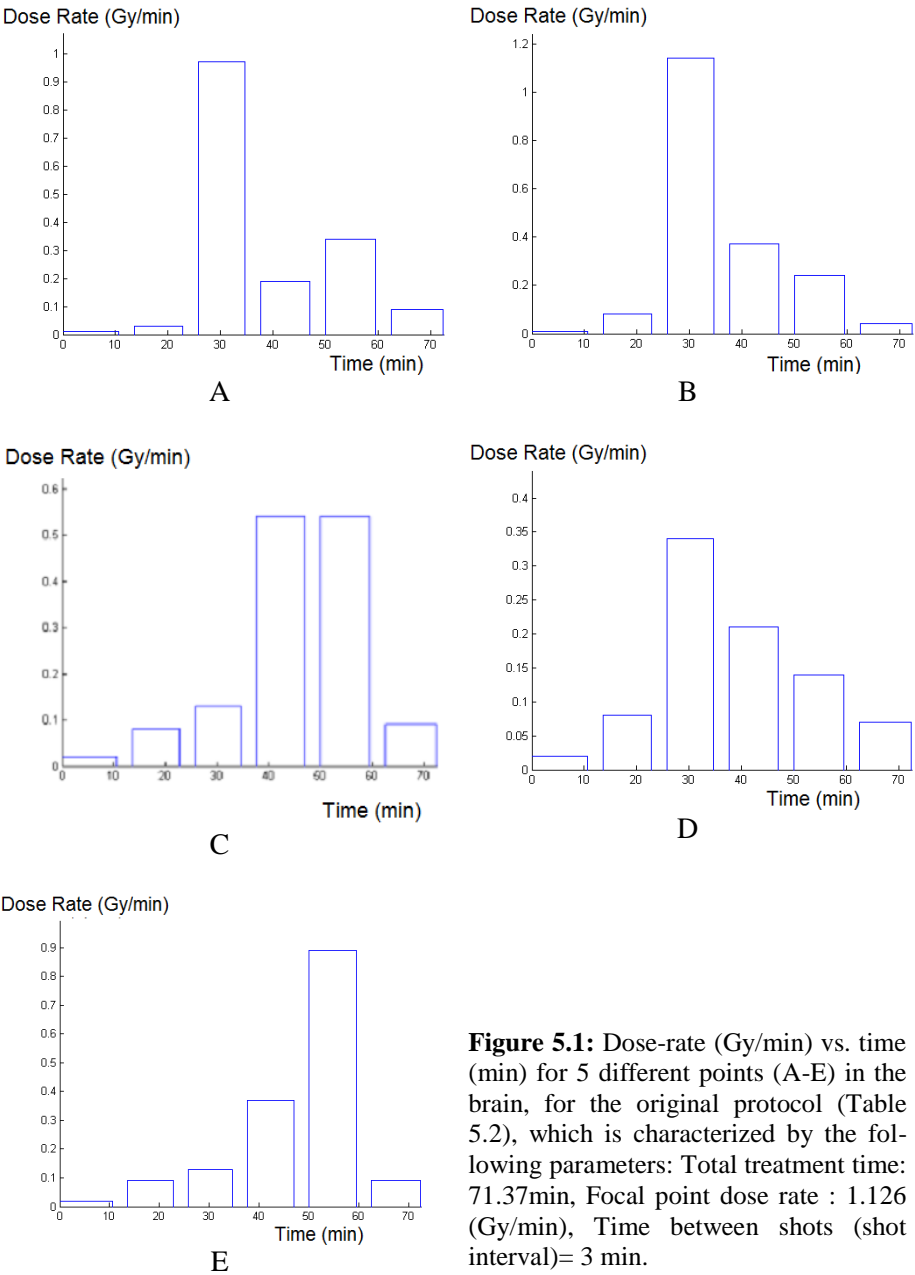 Dose Rate (Gy/min)
1
0.9
0.8
0.7
0.6
0.5
0.4
0.3
0.2
0.1
0
0 10 20 30 40 50 60 70
Time (min)
A
Dose Rate (Gy/min)
1.2
1
0.8
0.6
0.4
0.2
0
0 10 20 30 40 50 60 70
Time (min)
B
Dose Rate (Gy/min)
0.6
0.5
0.4
0.3
0.2
0.1
0
0 10 20 30 40 50 60 70
Time (min)
C
Dose Rate (Gy/min)
0.4
0.35
0.3
0.25
0.2
0.15
0.1
0.05
0
0 10 20 30 40 50 60 70
Time (min)
D
Dose Rate (Gy/min)
0.9
0.8
0.7
0.6
0.5
0.4
0.3
0.2
0.1
0
0 10 20 30 40 50 60 70
Time (min)
E
Figure 5.1: Dose-rate (Gy/min) vs. time
(min) for 5 different points (A-E) in the
brain, for the original protocol (Table
5.2), which is characterized by the fol-
lowing parameters: Total treatment time:
71.37min, Focal point dose rate : 1.126
(Gy/min), Time between shots (shot
interval)= 3 min.